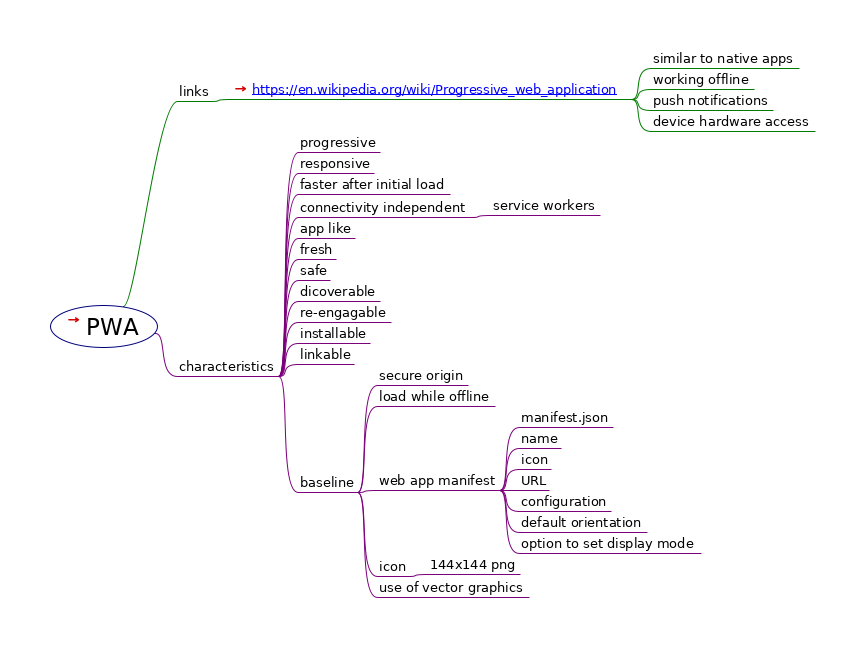 similar to native apps
working offline
links → https://en.wikipedia.org/wiki/Progressive_web_application
push notifications
device hardware access
progressive
responsive
faster after initial load
connectivity independent service workers
app like
fresh
safe
dicoverable
re-engagable
→ PWA
installable
linkable
characteristics
secure origin
load while offline
manifest.json
name
icon
baseline web app manifest URL
configuration
default orientation
option to set display mode
icon 144x144 png
use of vector graphics